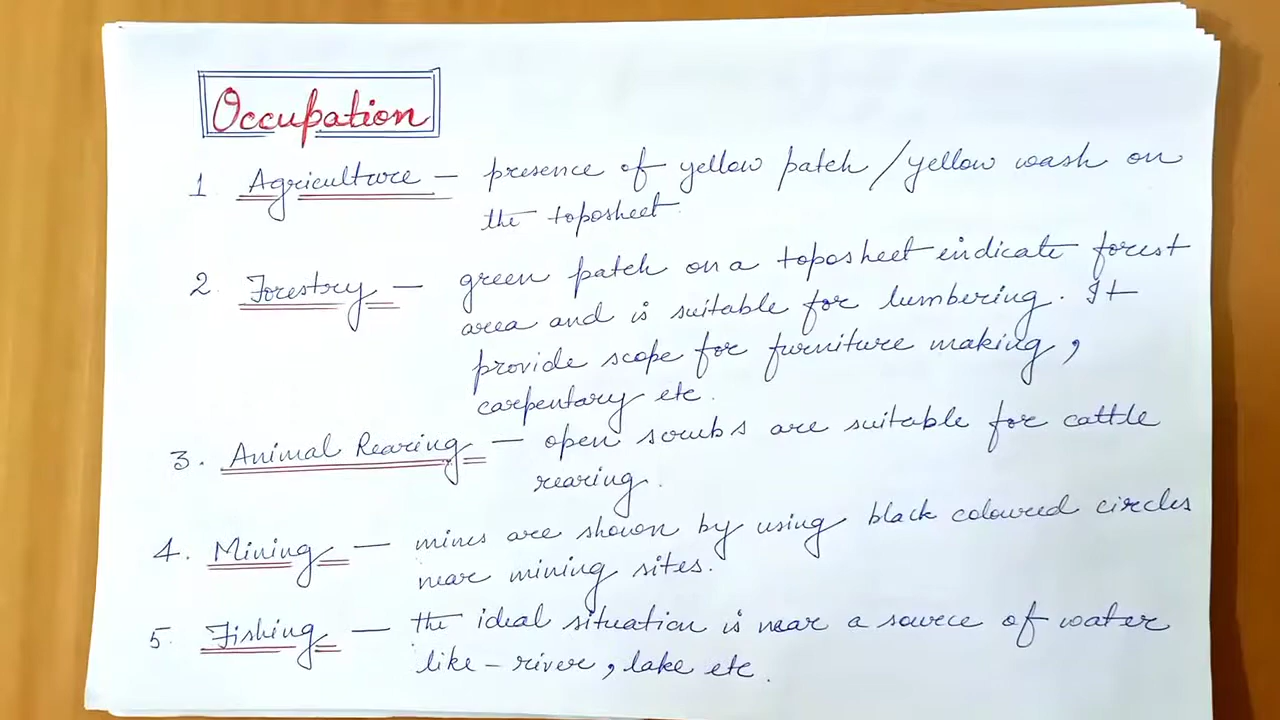 Occupation
1. Agriculture - presence of yellow patch / yellow wash on
the toposheet.
2. Forestry - green patch on a toposheet indicate forest
area and is suitable for lumbering. It
provide scope for furniture making,
carpentary etc.
3. Animal Rearing - open scrubs are suitable for cattle
rearing.
4. Mining - mines are shown by using black coloured circles
near mining sites.
5. Fishing - the ideal situation is near a source of water
like - river, lake etc.